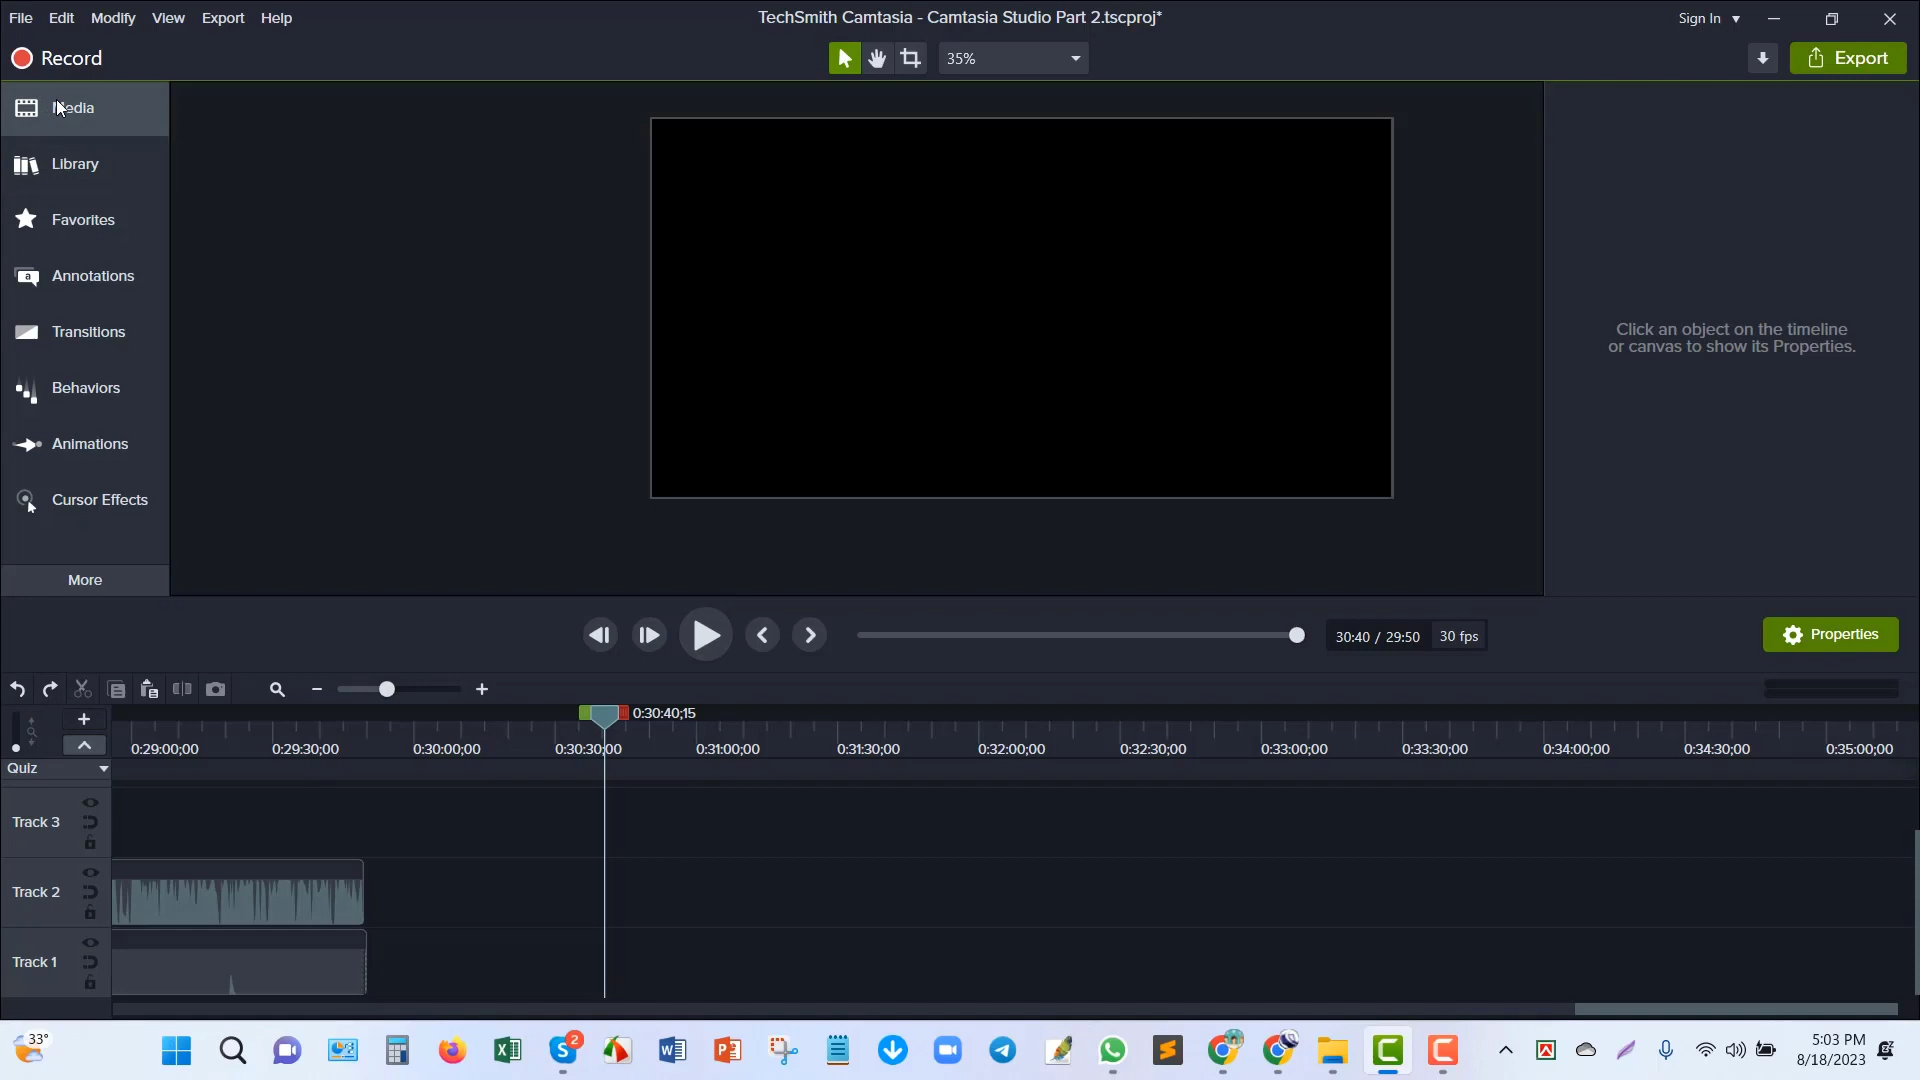 File Edit Modify View Export Help
TechSmith Camtasia - Camtasia Studio Part 2.tscproj*
Sign In
Record
35%
Export
Media
Library
Favorites
Annotations
Transitions
Behaviors
Animations
Cursor Effects
More
Click an object on the timeline
or canvas to show its Properties.
30:40 / 29:50 30 fps
Properties
0:30:40;15
0:29:00;00 0:29:30;00 0:30:00;00 0:30:30;00 0:31:00;00 0:31:30;00 0:32:00;00 0:32:30;00 0:33:00;00 0:33:30;00 0:34:00;00 0:34:30;00 0:35:00;00
Quiz
Track 3
Track 2
Track 1
33°
2
5:03 PM
8/18/2023